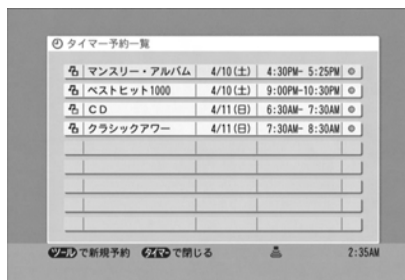 タイマー予約一覧
マンスリー・アルバム 4/10(土) 4:30PM- 5:25PM
ベストヒット1000 4/10(土) 9:00PM-10:30PM
CD 4/11(日) 6:30AM- 7:30AM
クラシックアワー 4/11(日) 7:30AM- 8:30AM
ツールで新規予約 タイマーで閉じる 2:35AM